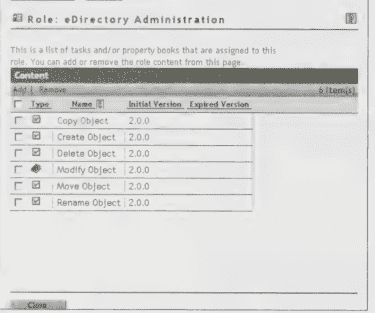 Role: eDirectory Administration
This is a list of tasks and/or property books that are assigned to this
role. You can add or remove the role content from this page.
Content
Add | Remove 6 Item(s)
Type Name Initial Version Expired Version
Copy Object 2.0.0
Create Object 2.0.0
Delete Object 2.0.0
Modify Object 2.0.0
Move Object 2.0.0
Rename Object 2.0.0
Close